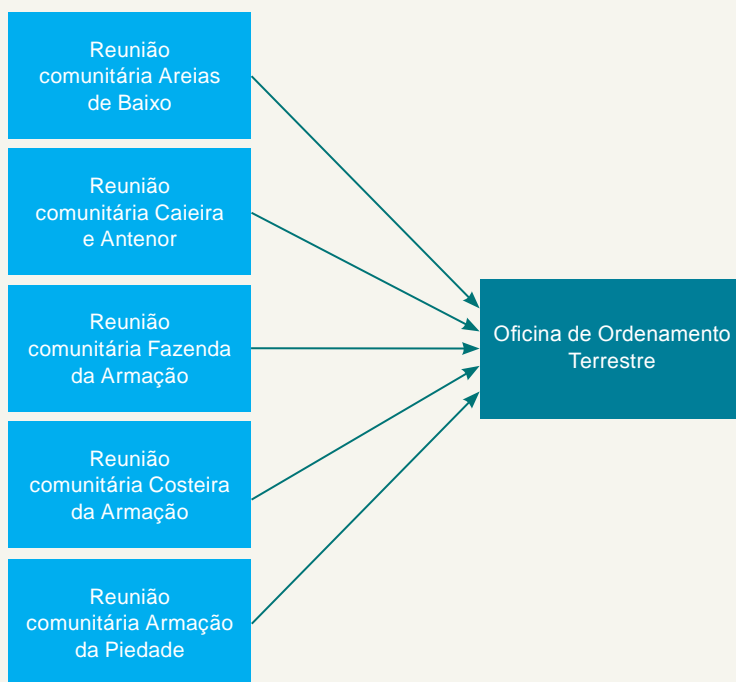 Reunião
comunitária Areias
de Baixo
Reunião
comunitária Caieira
e Antenor
Reunião
comunitária Fazenda
da Armação
Reunião
comunitária Costeira
da Armação
Reunião
comunitária Armação
da Piedade
Oficina de Ordenamento
Terrestre